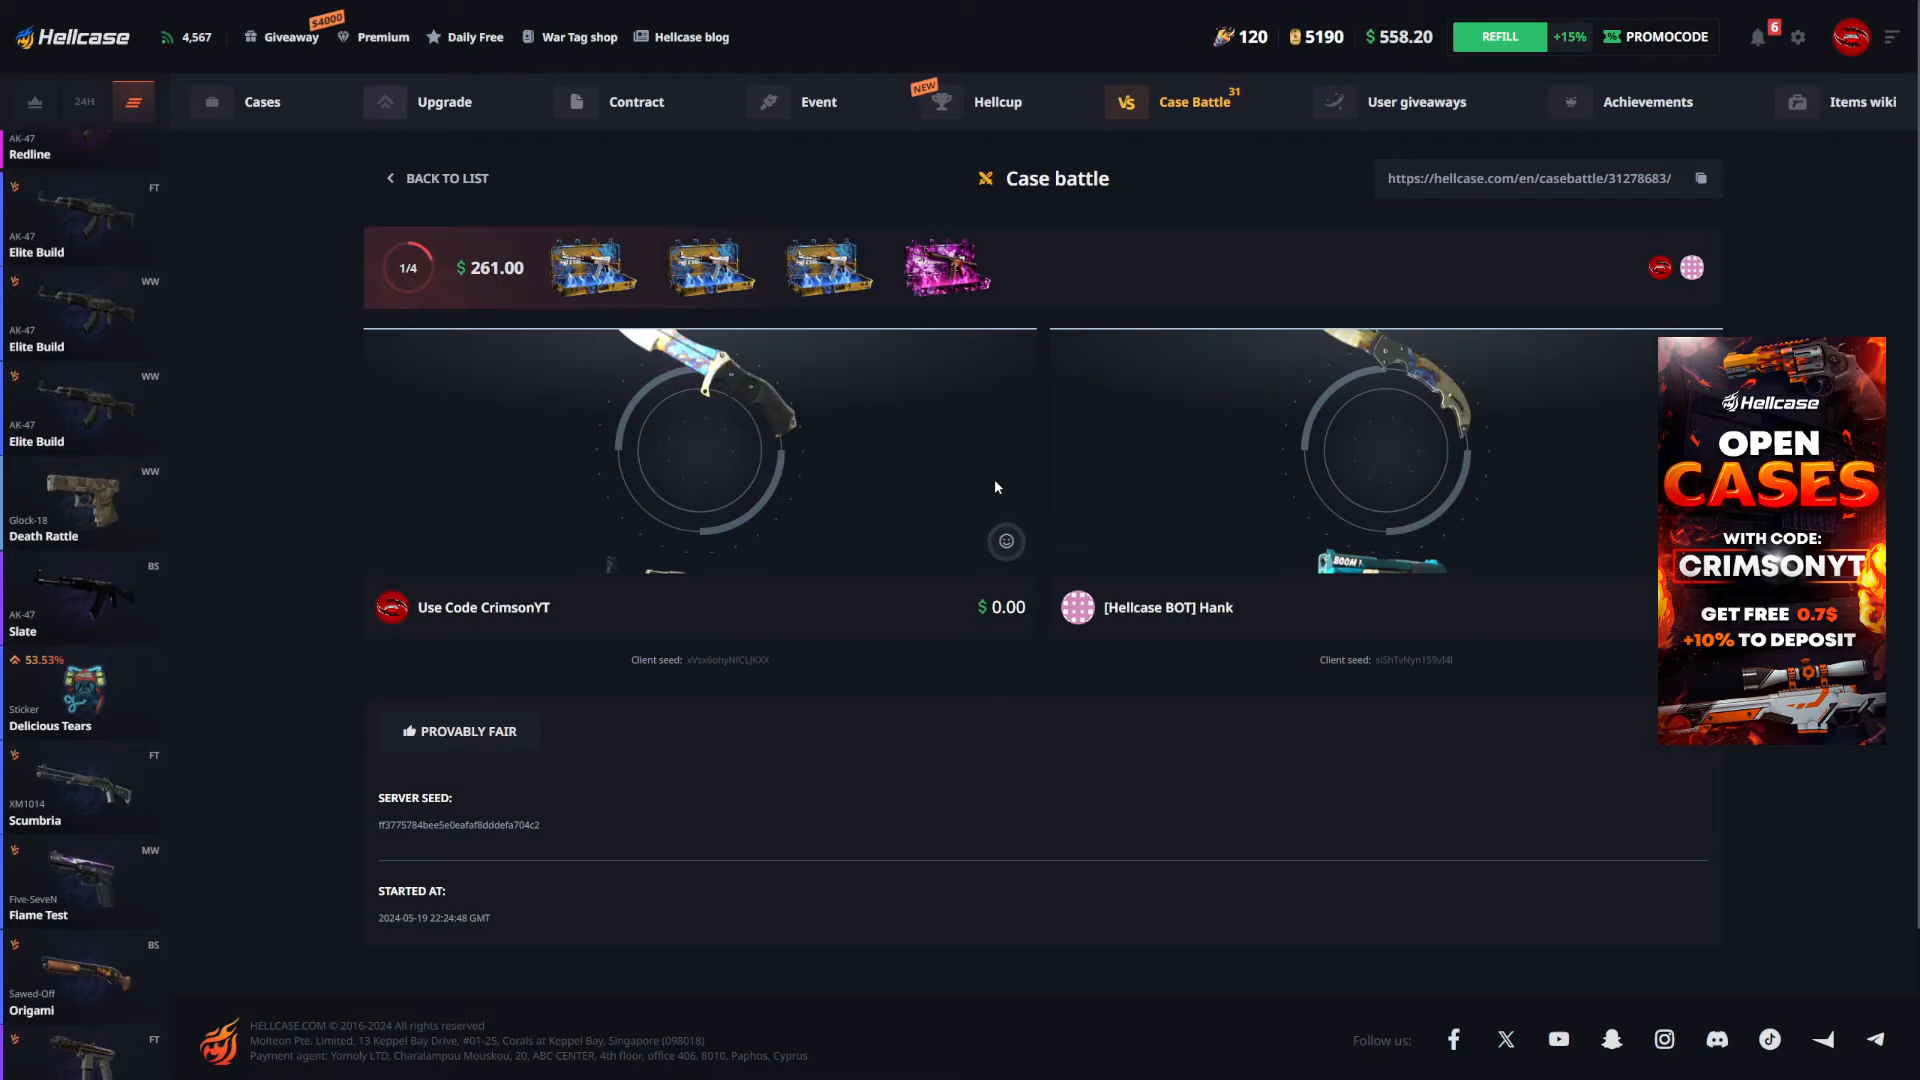 Hellcase
4,567
Giveaway
$4000
Premium
Daily Free
War Tag shop
Hellcase blog
120
5190
$ 558.20
REFILL
+15%
PROMOCODE
6
24H
Cases
Upgrade
Contract
Event
NEW
Hellcup
VS
Case Battle
31
User giveaways
Achievements
Items wiki
AK-47
Redline
FT
AK-47
Elite Build
WW
AK-47
Elite Build
WW
AK-47
Elite Build
WW
Glock-18
Death Rattle
BS
AK-47
Slate
53.53%
Sticker
Delicious Tears
FT
XM1014
Scumbria
MW
Five-SeveN
Flame Test
BS
Sawed-Off
Origami
FT
BACK TO LIST
Case battle
https://hellcase.com/en/casebattle/31278683/
1/4
$ 261.00
BOOM
Use Code CrimsonYT
$ 0.00
[Hellcase BOT] Hank
Client seed: xVsx6ohyNfCLJKXX
Client seed: siShTvNyn159vI4l
PROVABLY FAIR
SERVER SEED:
ff3775784bee5e0eafaf8dddefa704c2
STARTED AT:
2024-05-19 22:24:48 GMT
Hellcase
OPEN
CASES
WITH CODE:
CRIMSONYT
GET FREE 0.7$
+10% TO DEPOSIT
HELLCASE.COM © 2016-2024 All rights reserved
Molteon Pte. Limited, 13 Keppel Bay Drive, #01-25, Corals at Keppel Bay, Singapore (098018)
Payment agent: Yomoly LTD, Charalampou Mouskou, 20, ABC CENTER, 4th floor, office 406, 8010, Paphos, Cyprus
Follow us: